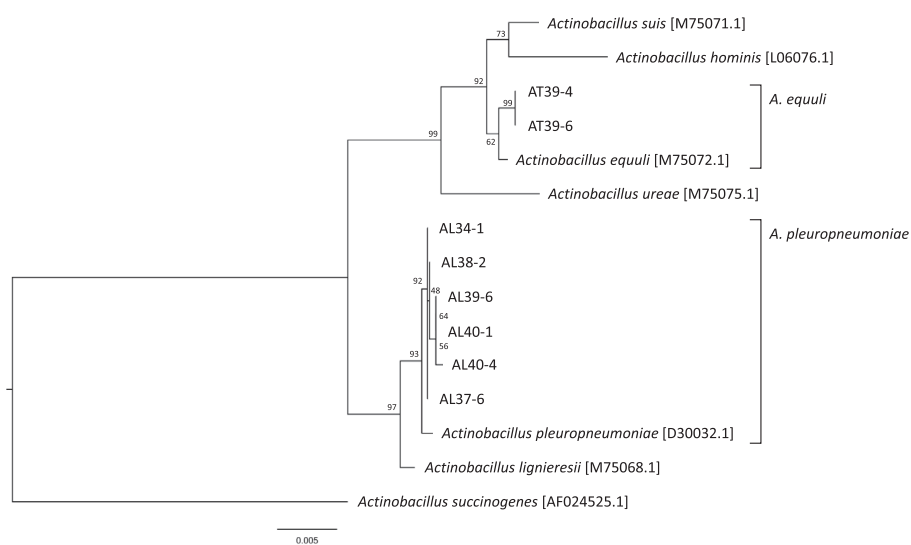 Actinobacillus suis [M75071.1]
73
Actinobacillus hominis [L06076.1]
92
AT39-4
A. equuli
99
AT39-6
99
62
Actinobacillus equuli [M75072.1]
Actinobacillus ureae [M75075.1]
AL34-1
A. pleuropneumoniae
AL38-2
92
48
AL39-6
64
AL40-1
56
93
AL40-4
AL37-6
97
Actinobacillus pleuropneumoniae [D30032.1]
Actinobacillus lignieresii [M75068.1]
Actinobacillus succinogenes [AF024525.1]
0.005